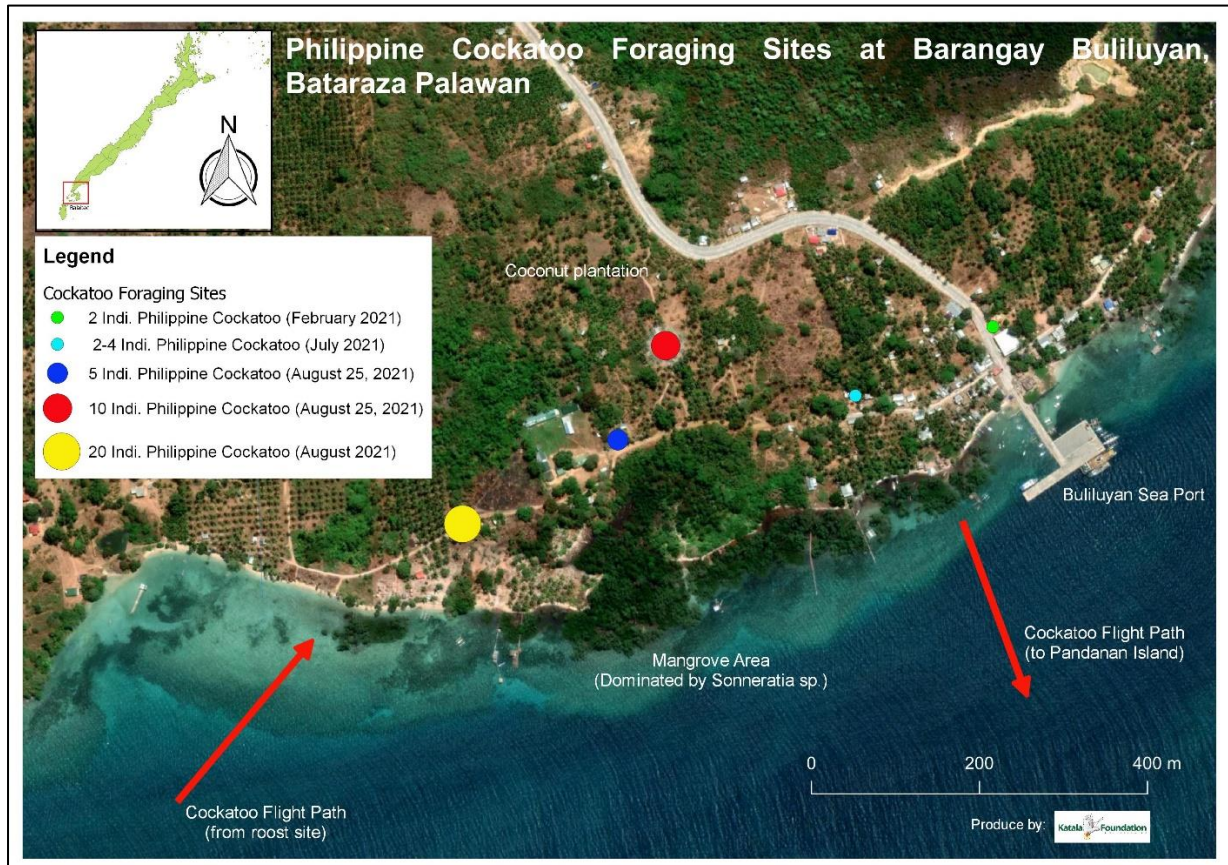 Philippine Cockatoo Foraging Sites at Barangay Buliluyan,
Bataraza Palawan
N
Legend
Cockatoo Foraging Sites
2 Indi. Philippine Cockatoo (February 2021)
2-4 Indi. Philippine Cockatoo (July 2021)
5 Indi. Philippine Cockatoo (August 25, 2021)
10 Indi. Philippine Cockatoo (August 25, 2021)
20 Indi. Philippine Cockatoo (August 2021)
Coconut plantation
Buliluyan Sea Port
Cockatoo Flight Path
(to Pandanan Island)
Mangrove Area
(Dominated by Sonneratia sp.)
0 200 400 m
Cockatoo Flight Path
(from roost site)
Produce by:
Katala Foundation